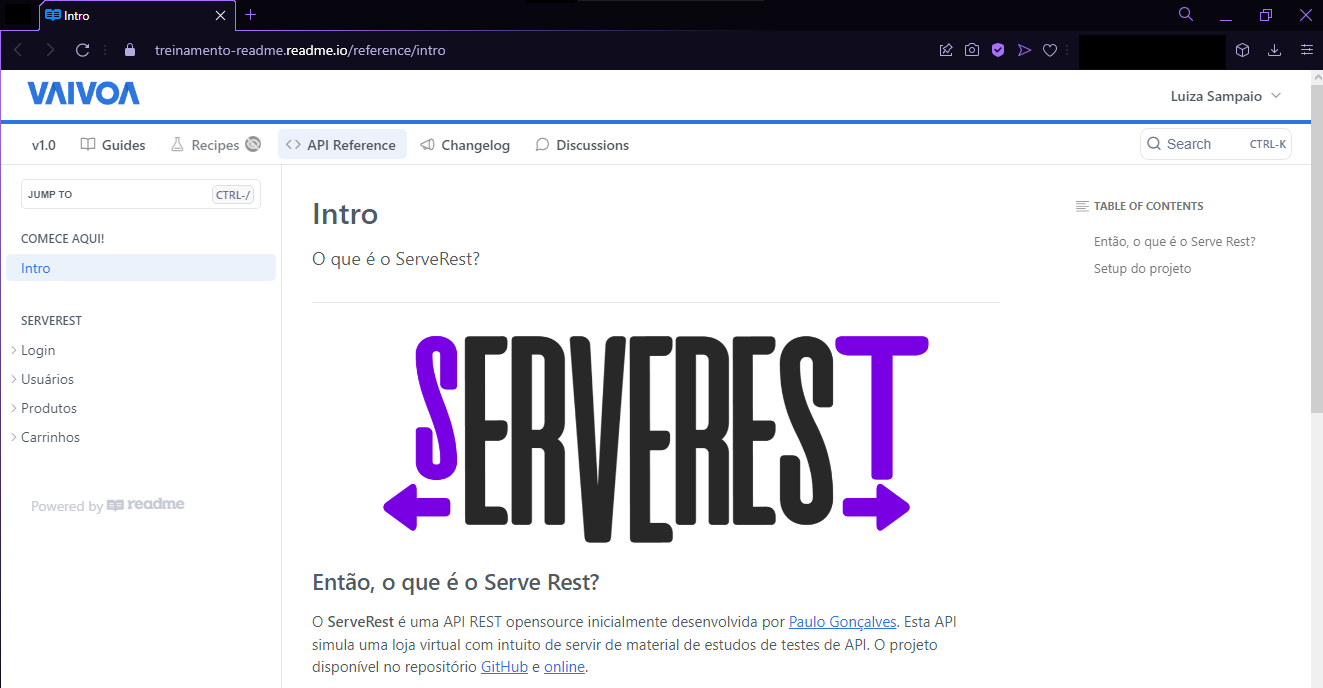 Intro
treinamento-readme.readme.io/reference/intro
VAIVOA
Luiza Sampaio
v1.0 Guides Recipes API Reference Changelog Discussions Search CTRL-K
JUMP TO CTRL-/
COMECE AQUI!
Intro
SERVEREST
Login
Usuários
Produtos
Carrinhos
Powered by readme
Intro
O que é o ServeRest?
SERVEREST
Então, o que é o Serve Rest?
O ServeRest é uma API REST opensource inicialmente desenvolvida por Paulo Gonçalves. Esta API
simula uma loja virtual com intuito de servir de material de estudos de testes de API. O projeto
disponível no repositório GitHub e online.
TABLE OF CONTENTS
Então, o que é o Serve Rest?
Setup do projeto